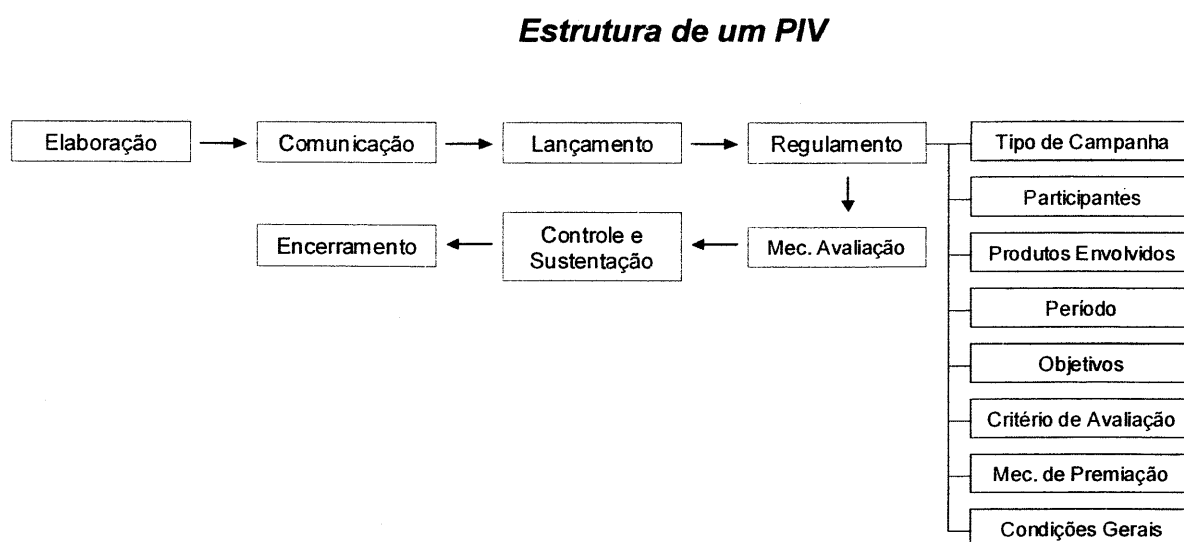 Estrutura de um PIV
Elaboração
Comunicação
Lançamento
Regulamento
Tipo de Campanha
Participantes
Produtos Envolvidos
Período
Objetivos
Critério de Avaliação
Mec. de Premiação
Condições Gerais
Mec. Avaliação
Controle e
Sustentação
Encerramento